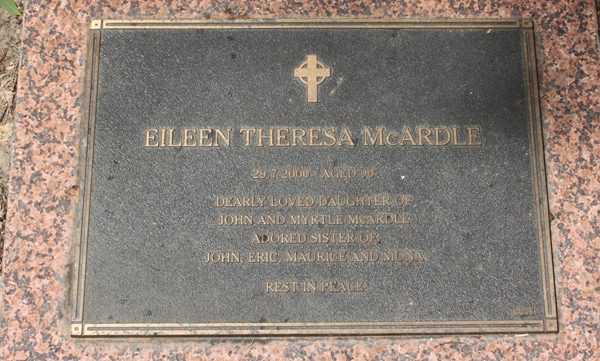 EILEEN THERESA McARDLE
29.7.2000 AGED 90
DEARLY LOVED DAUGHTER OF
JOHN AND MYRTLE McARDLE
ADORED SISTER OF
JOHN, ERIC, MAURICE AND MONA
REST IN PEACE